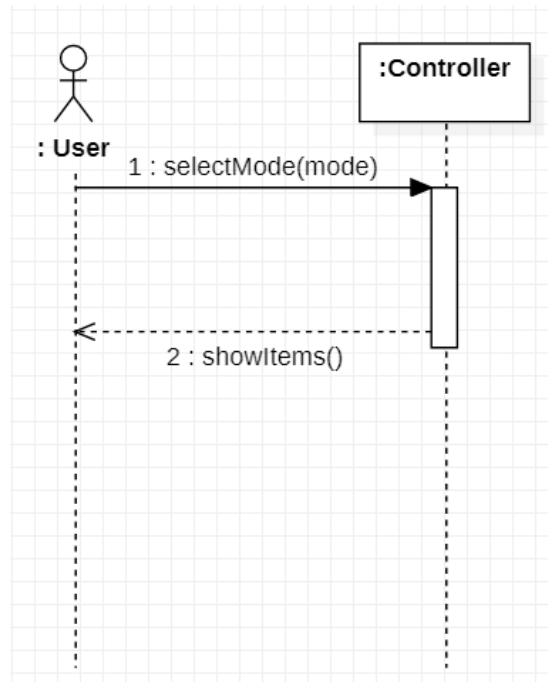 :Controller
: User
1 : selectMode(mode)
2 : showItems()